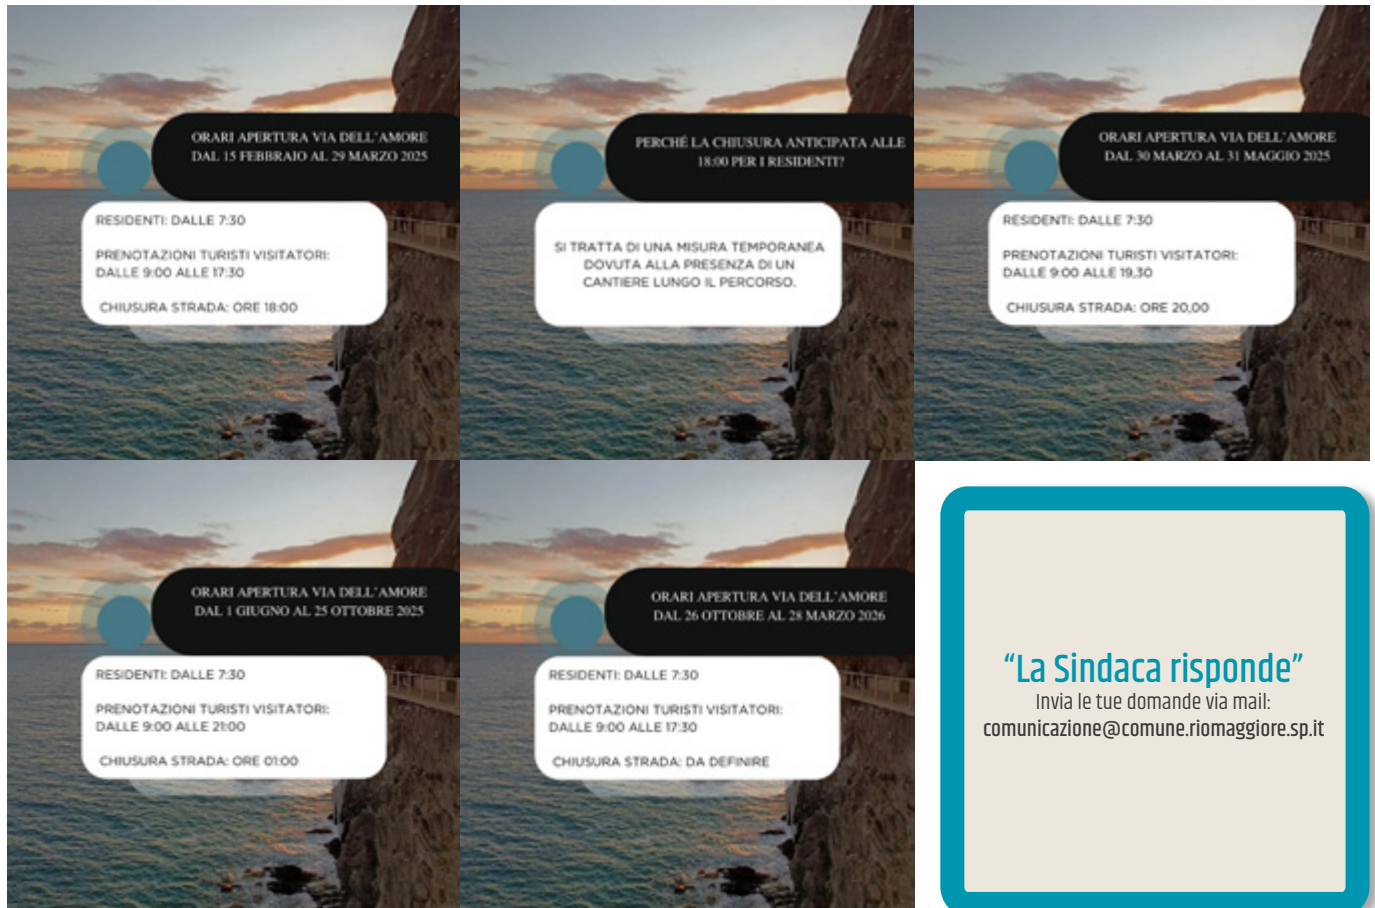 ORARI APERTURA VIA DELL'AMORE
DAL 15 FEBBRAIO AL 29 MARZO 2025
RESIDENTI: DALLE 7:30
PRENOTAZIONI TURISTI VISITATORI:
DALLE 9:00 ALLE 17:30
CHIUSURA STRADA: ORE 18:00
PERCHÉ LA CHIUSURA ANTICIPATA ALLE
18:00 PER I RESIDENTI?
SI TRATTA DI UNA MISURA TEMPORANEA
DOVUTA ALLA PRESENZA DI UN
CANTIERE LUNGO IL PERCORSO.
ORARI APERTURA VIA DELL'AMORE
DAL 30 MARZO AL 31 MAGGIO 2025
RESIDENTI: DALLE 7:30
PRENOTAZIONI TURISTI VISITATORI:
DALLE 9:00 ALLE 19,30
CHIUSURA STRADA: ORE 20,00
ORARI APERTURA VIA DELL'AMORE
DAL 1 GIUGNO AL 25 OTTOBRE 2025
RESIDENTI: DALLE 7:30
PRENOTAZIONI TURISTI VISITATORI:
DALLE 9:00 ALLE 21:00
CHIUSURA STRADA: ORE 01:00
ORARI APERTURA VIA DELL'AMORE
DAL 26 OTTOBRE AL 28 MARZO 2026
RESIDENTI: DALLE 7:30
PRENOTAZIONI TURISTI VISITATORI:
DALLE 9:00 ALLE 17:30
CHIUSURA STRADA: DA DEFINIRE
“La Sindaca risponde”
Invia le tue domande via mail:
comunicazione@comune.riomaggiore.sp.it